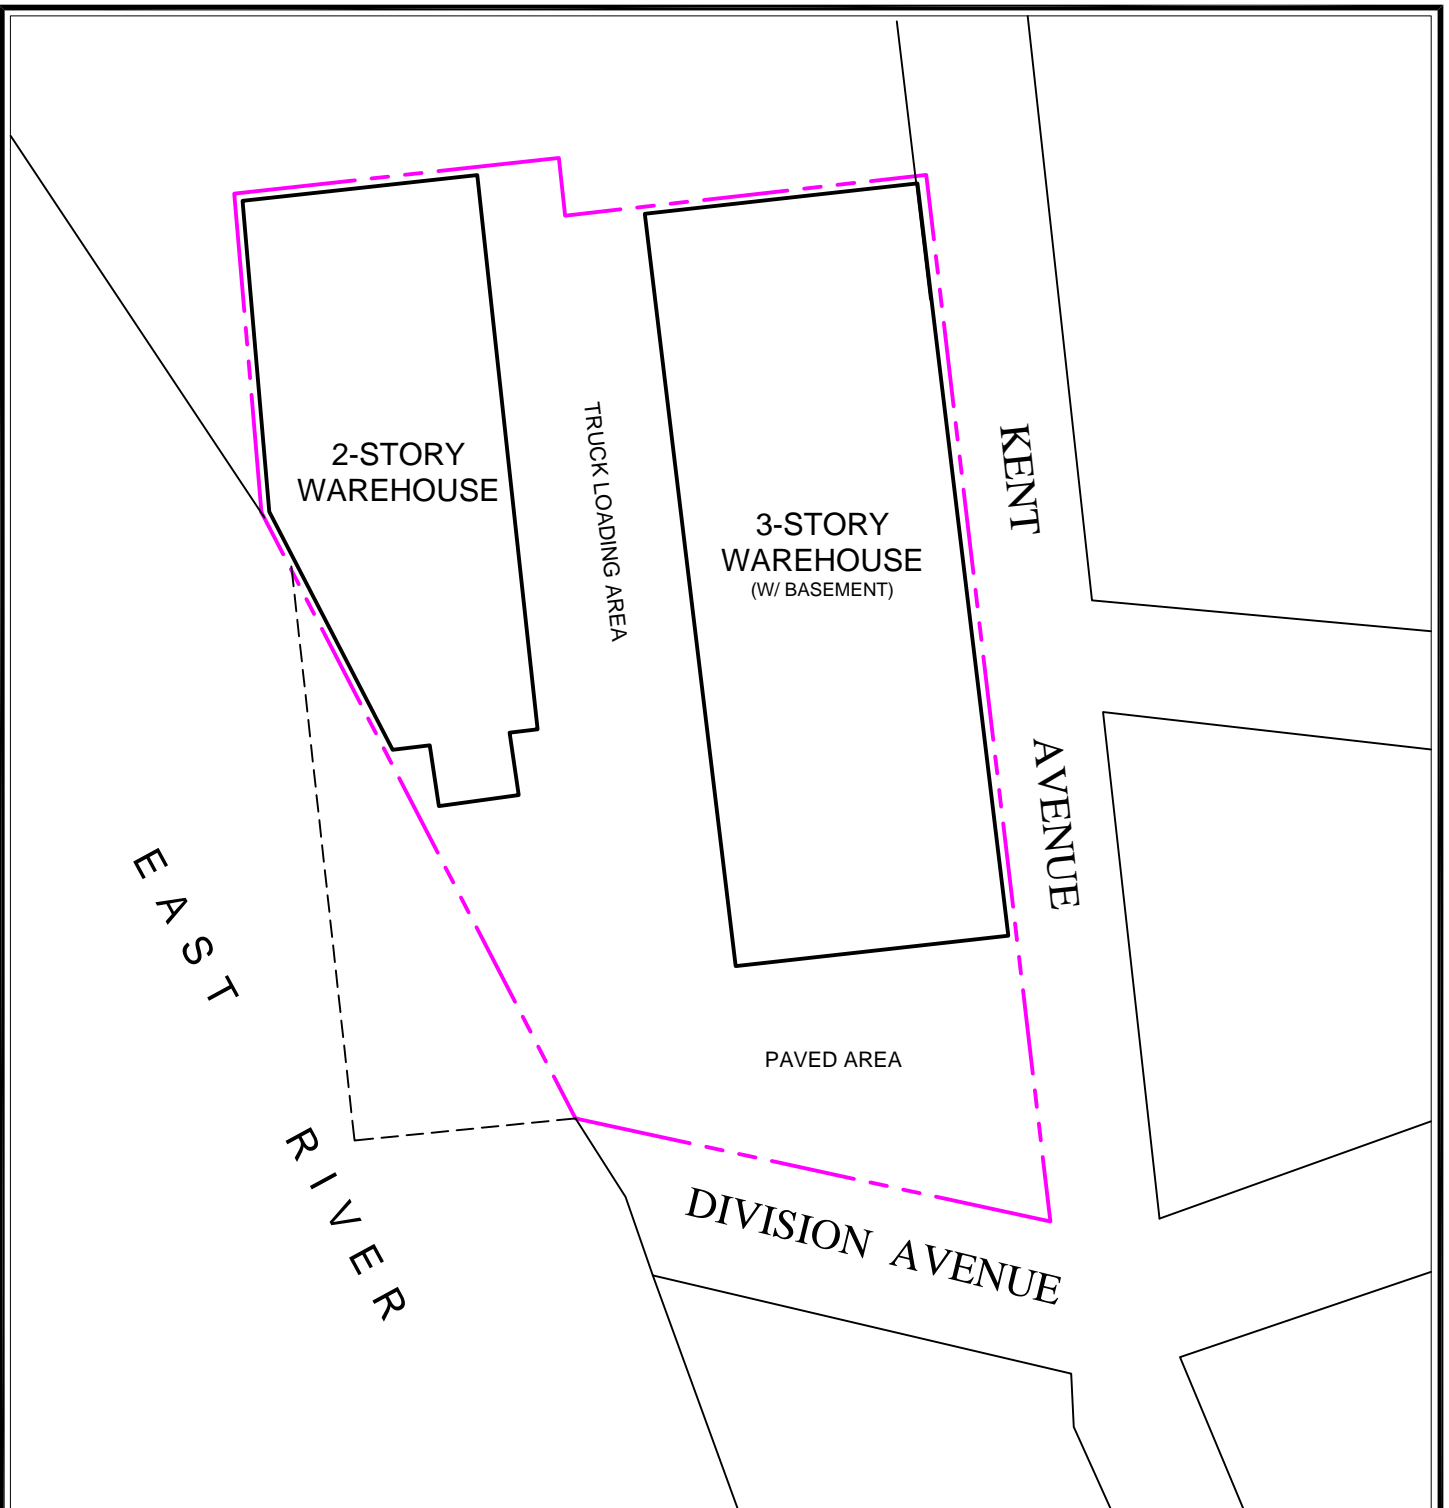 2-STORY
WAREHOUSE
TRUCK LOADING AREA
3-STORY
WAREHOUSE
(W/ BASEMENT)
KENT
AVENUE
EAST
RIVER
PAVED AREA
DIVISION AVENUE